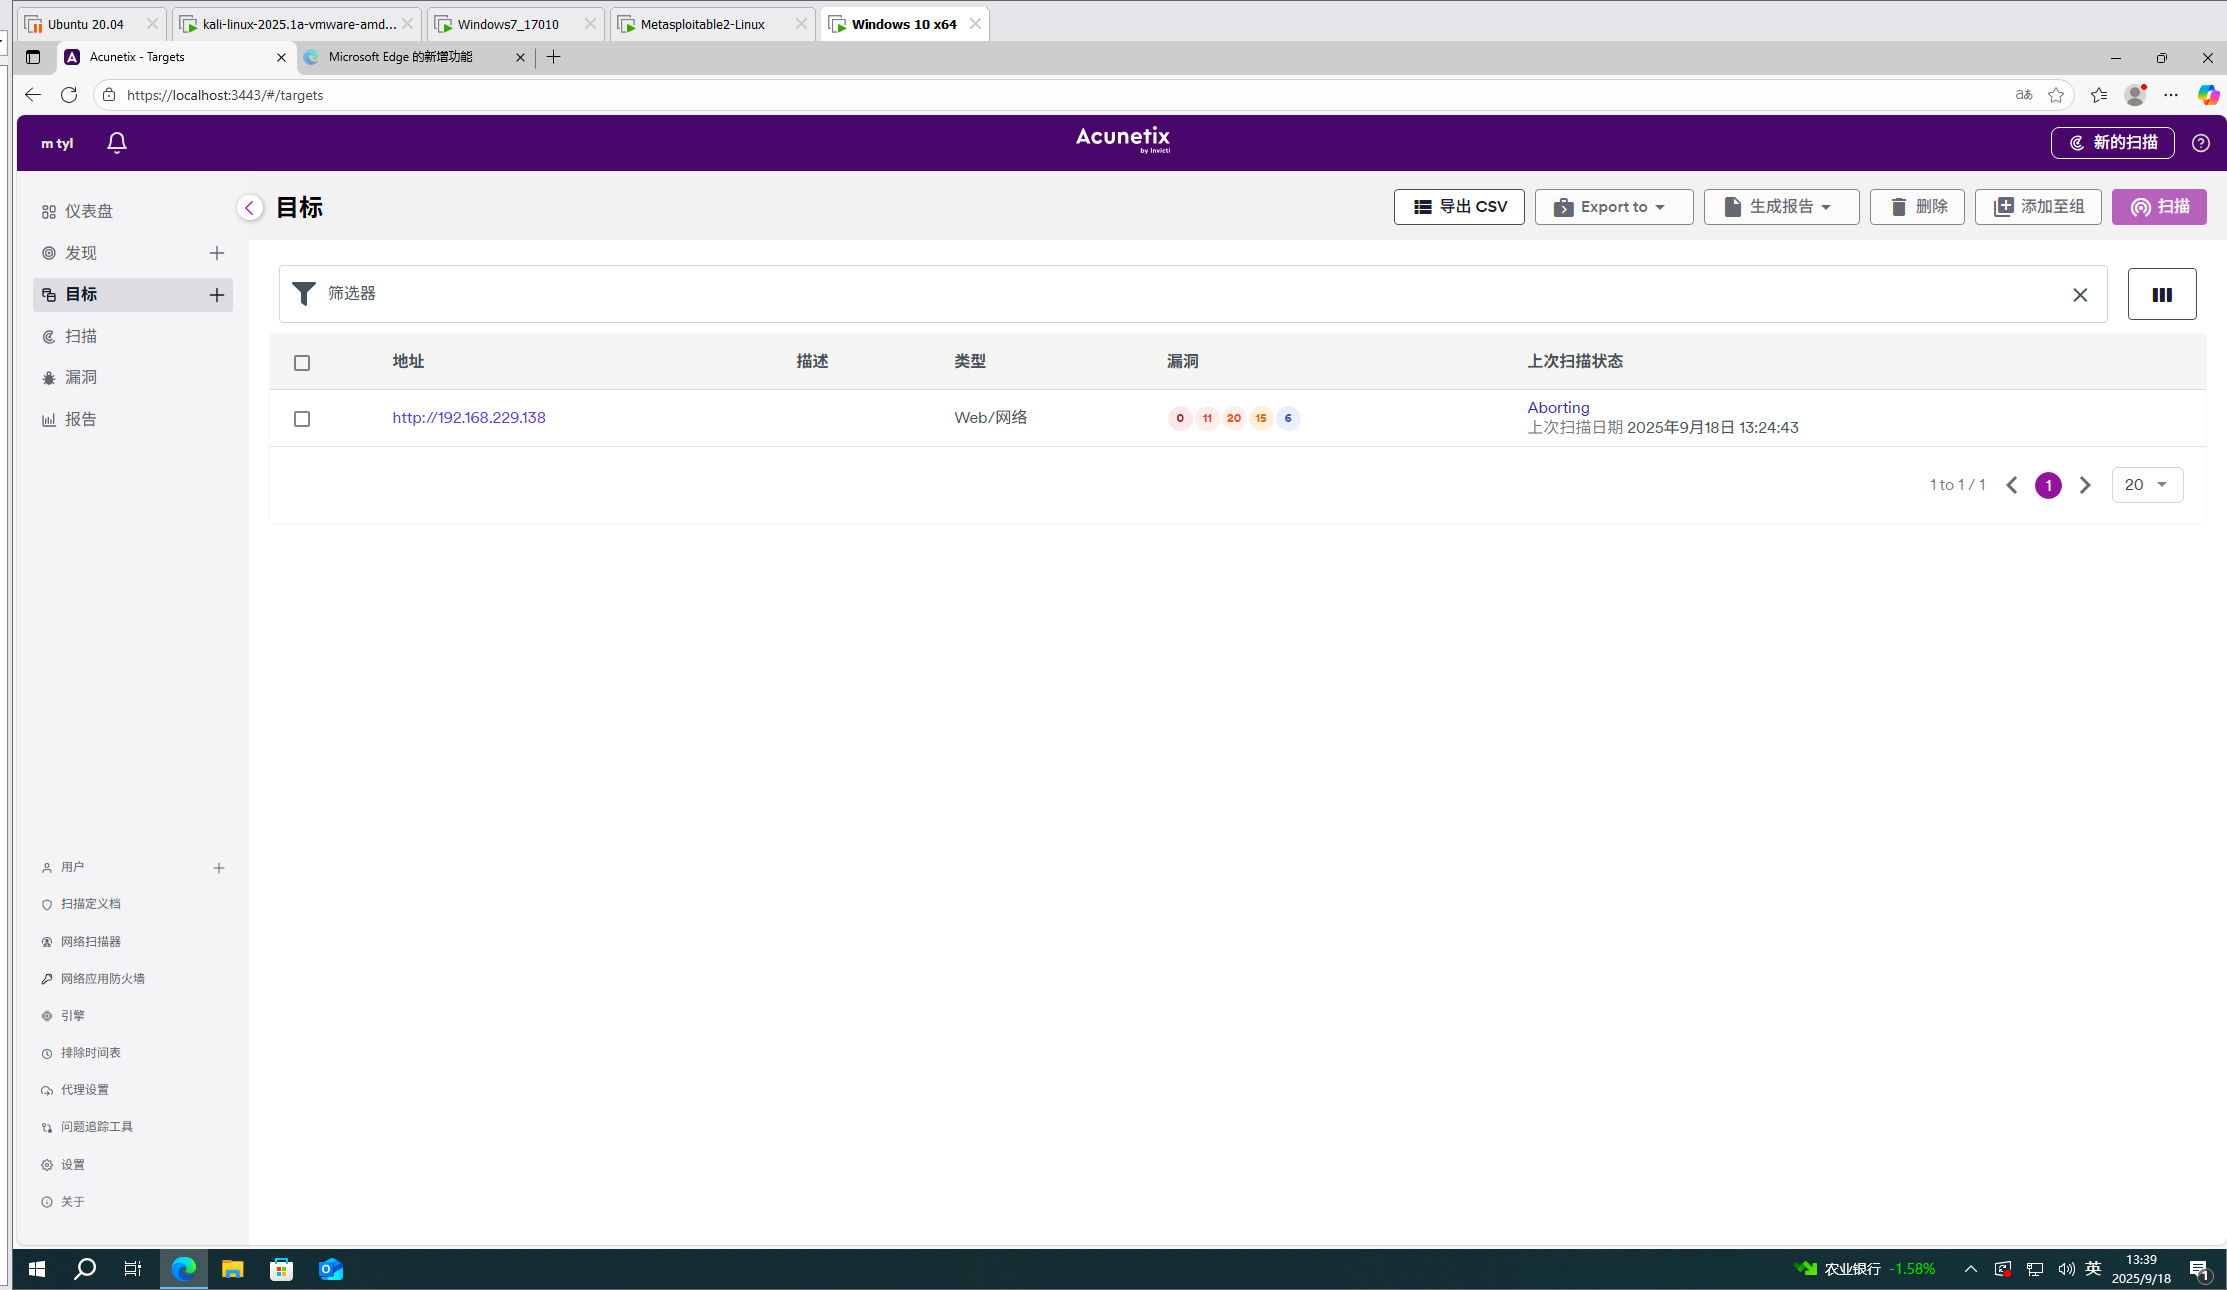 Ubuntu 20.04
kali-linux-2025.1a-vmware-amd...
Windows7_17010
Metasploitable2-Linux
Windows 10 x64
Acunetix - Targets
Microsoft Edge 的新增功能
https://localhost:3443/#/targets
aあ
m tyl
Acunetix
by Invicti
新的扫描
仪表盘
发现
目标
扫描
漏洞
报告
目标
导出 CSV
Export to
生成报告
删除
添加至组
扫描
筛选器
地址 描述 类型 漏洞 上次扫描状态
http://192.168.229.138 Web/网络 0 11 20 15 6 Aborting
上次扫描日期 2025年9月18日 13:24:43
1 to 1 / 1 1 20
用户
扫描定义档
网络扫描器
网络应用防火墙
引擎
排除时间表
代理设置
问题追踪工具
设置
关于
农业银行 -1.58%
英
13:39
2025/9/18
1